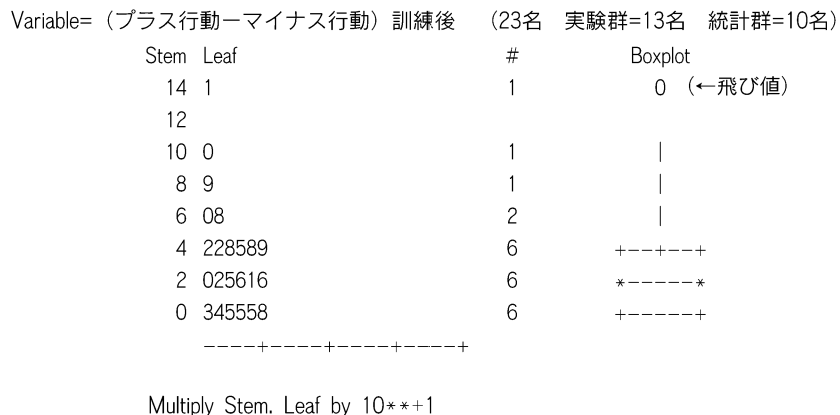 Variable=（プラス行動ーマイナス行動）訓練後　（23名　実験群=13名　統計群=10名）
Stem Leaf # Boxplot
14 1 1 0 （←飛び値）
12
10 0 1 |
8 9 1 |
6 08 2 |
4 228589 6 +--+--+
2 025616 6 *-----*
0 345558 6 +-----+
----+----+----+----+
Multiply Stem. Leaf by 10**+1